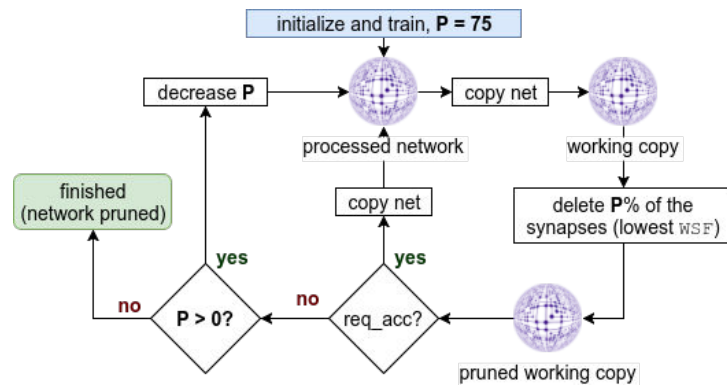 initialize and train, P = 75
decrease P
copy net
processed network
working copy
finished
(network pruned)
copy net
delete P% of the
synapses (lowest WSF)
yes
yes
no
no
P > 0?
req_acc?
pruned working copy